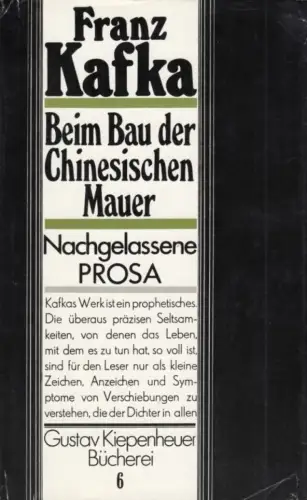 Franz
Kafka
Beim Bau der
Chinesischen
Mauer
Nachgelassene
PROSA
Kafkas Werk ist ein prophetisches.
Die überaus präzisen Seltsam-
keiten, von denen das Leben,
mit dem es zu tun hat, so voll ist,
sind für den Leser nur als kleine
Zeichen, Anzeichen und Sym-
ptome von Verschiebungen zu
verstehen, die der Dichter in allen
Gustav Kiepenheuer
Bücherei
6